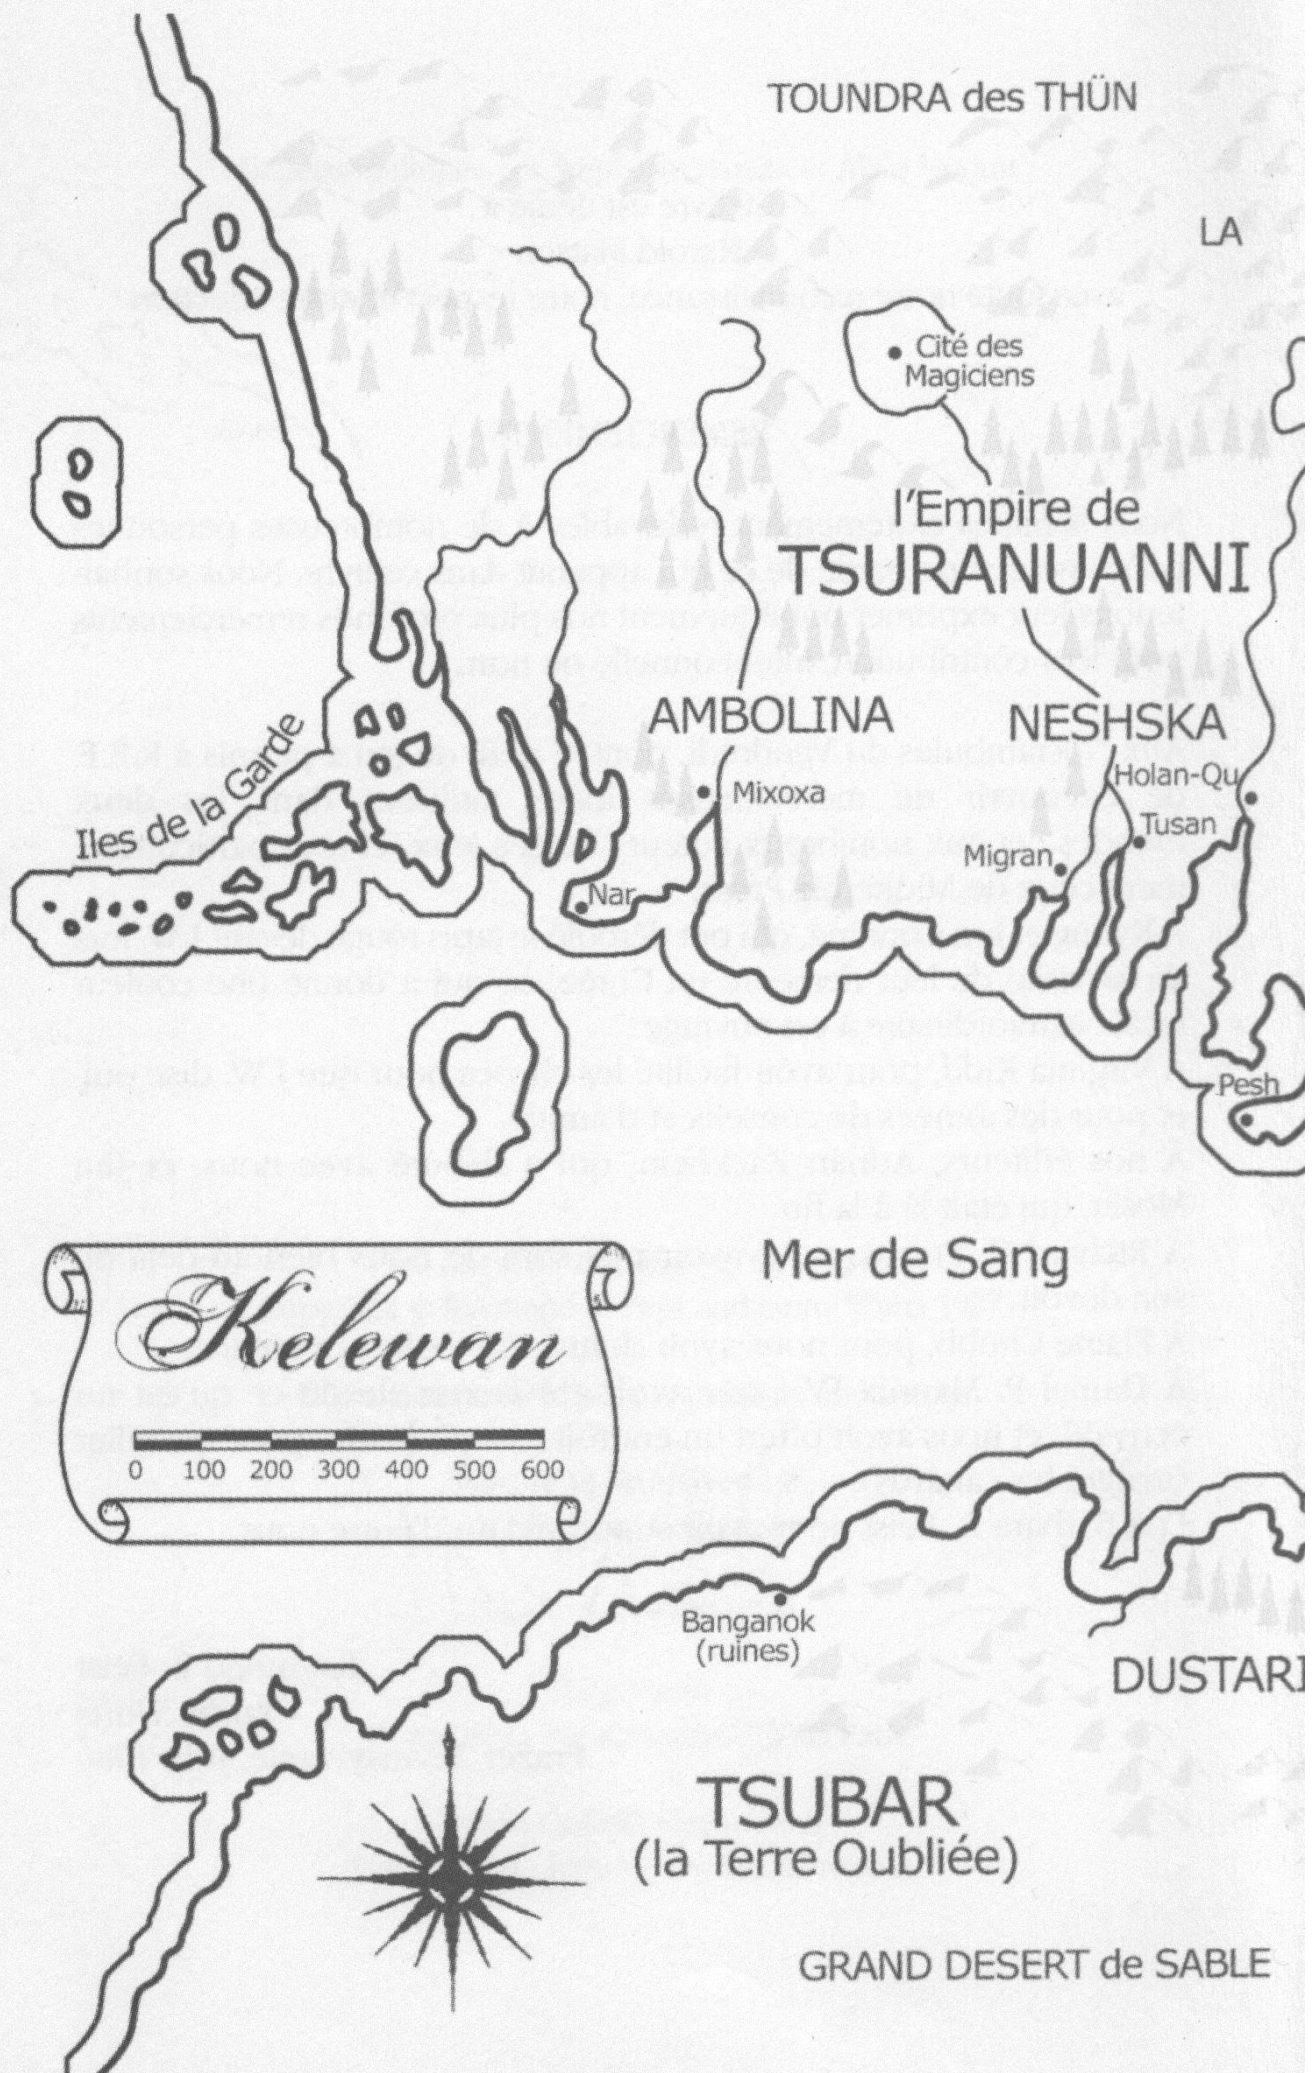 TOUNDRA des THÜN
LA
Cité des
Magiciens
l'Empire de
TSURANUANNI
AMBOLINA
NESHSKA
Iles de la Garde
Mixoxa
Holan-Qu
Tusan
Migran
Nar
Pesh
Mer de Sang
Kelewan
0 100 200 300 400 500 600
Banganok
(ruines)
DUSTARI
TSUBAR
(la Terre Oubliée)
GRAND DESERT de SABLE